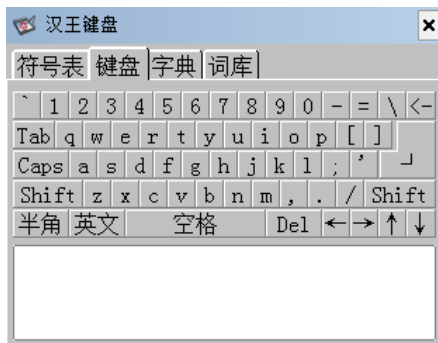 汉王键盘
符号表 键盘 字典 词库
` 1 2 3 4 5 6 7 8 9 0 - = \ <-
Tab q w e r t y u i o p [ ]
Caps a s d f g h j k l ; ' ┘
Shift z x c v b n m , . / Shift
半角 英文 空格 Del ← → ↑ ↓